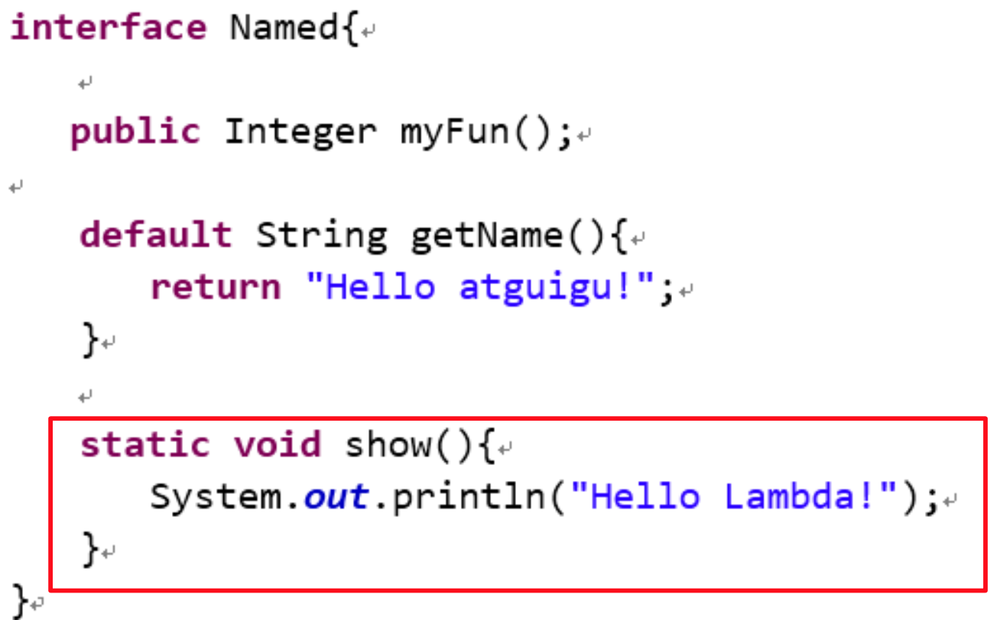 interface Named{
public Integer myFun();
default String getName(){
return "Hello atguigu!";
}
static void show(){
System.out.println("Hello Lambda!");
}
}